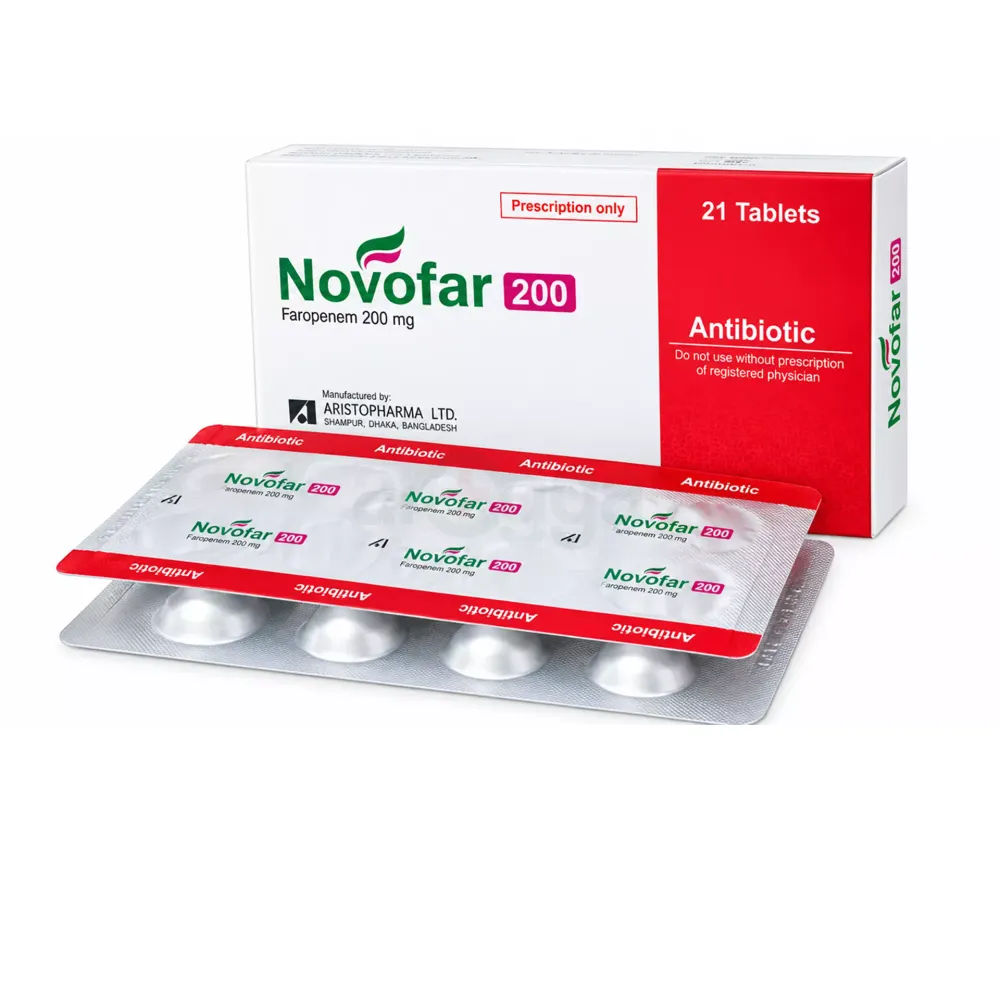 Prescription only
21 Tablets
Novofar 200
Faropenem 200 mg
Antibiotic
Do not use without prescription
of registered physician
Manufactured by:
ARISTOPHARMA LTD.
SHAMPUR, DHAKA, BANGLADESH
Novofar 200
Antibiotic Antibiotic Antibiotic Antibiotic
Novofar 200
Faropenem 200 mg
Novofar 200
Faropenem 200 mg
Novofar 200
aropenem 200 mg
Novofar 200
Faropenem 200 mg
Novofar 200
Faropenem 200 mg
Novofar 200
Faropenem 200 mg
Antibiotic Antibiotic Antibiotic Antibiotic